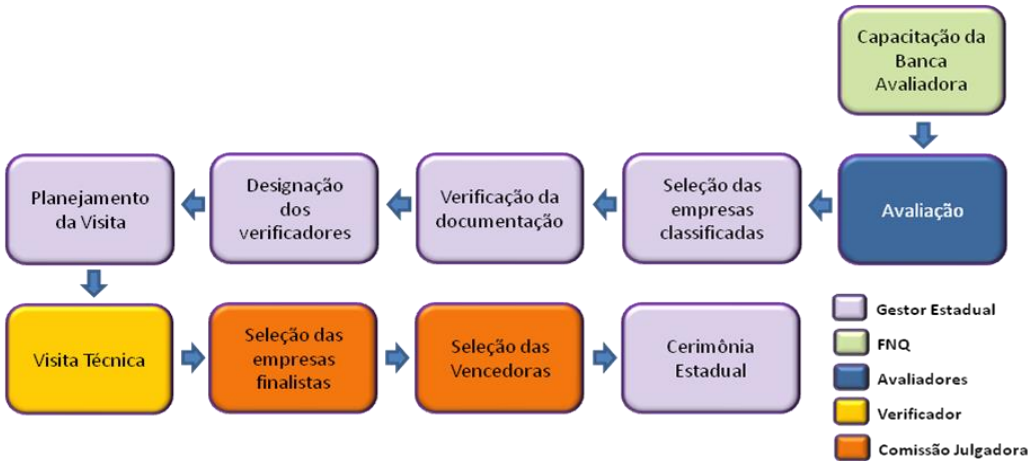 Capacitação da
Banca
Avaliadora
Avaliação
Seleção das
empresas
classificadas
Verificação da
documentação
Designação
dos
verificadores
Planejamento
da Visita
Visita Técnica
Seleção das
empresas
finalistas
Seleção das
Vencedoras
Cerimônia
Estadual
Gestor Estadual
FNQ
Avaliadores
Verificador
Comissão Julgadora